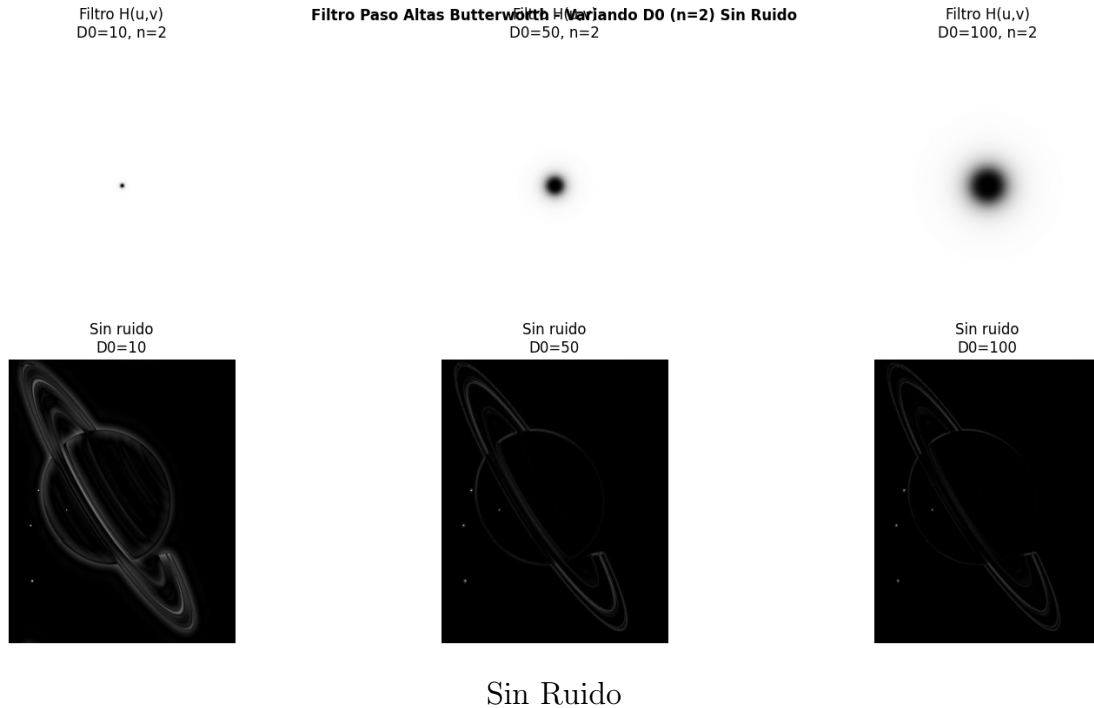 Filtro Paso Altas Butterworth - Variando D0 (n=2) Sin Ruido
Filtro H(u,v)
D0=10, n=2
Filtro H(u,v)
D0=50, n=2
Filtro H(u,v)
D0=100, n=2
Sin ruido
D0=10
Sin ruido
D0=50
Sin ruido
D0=100
Sin Ruido